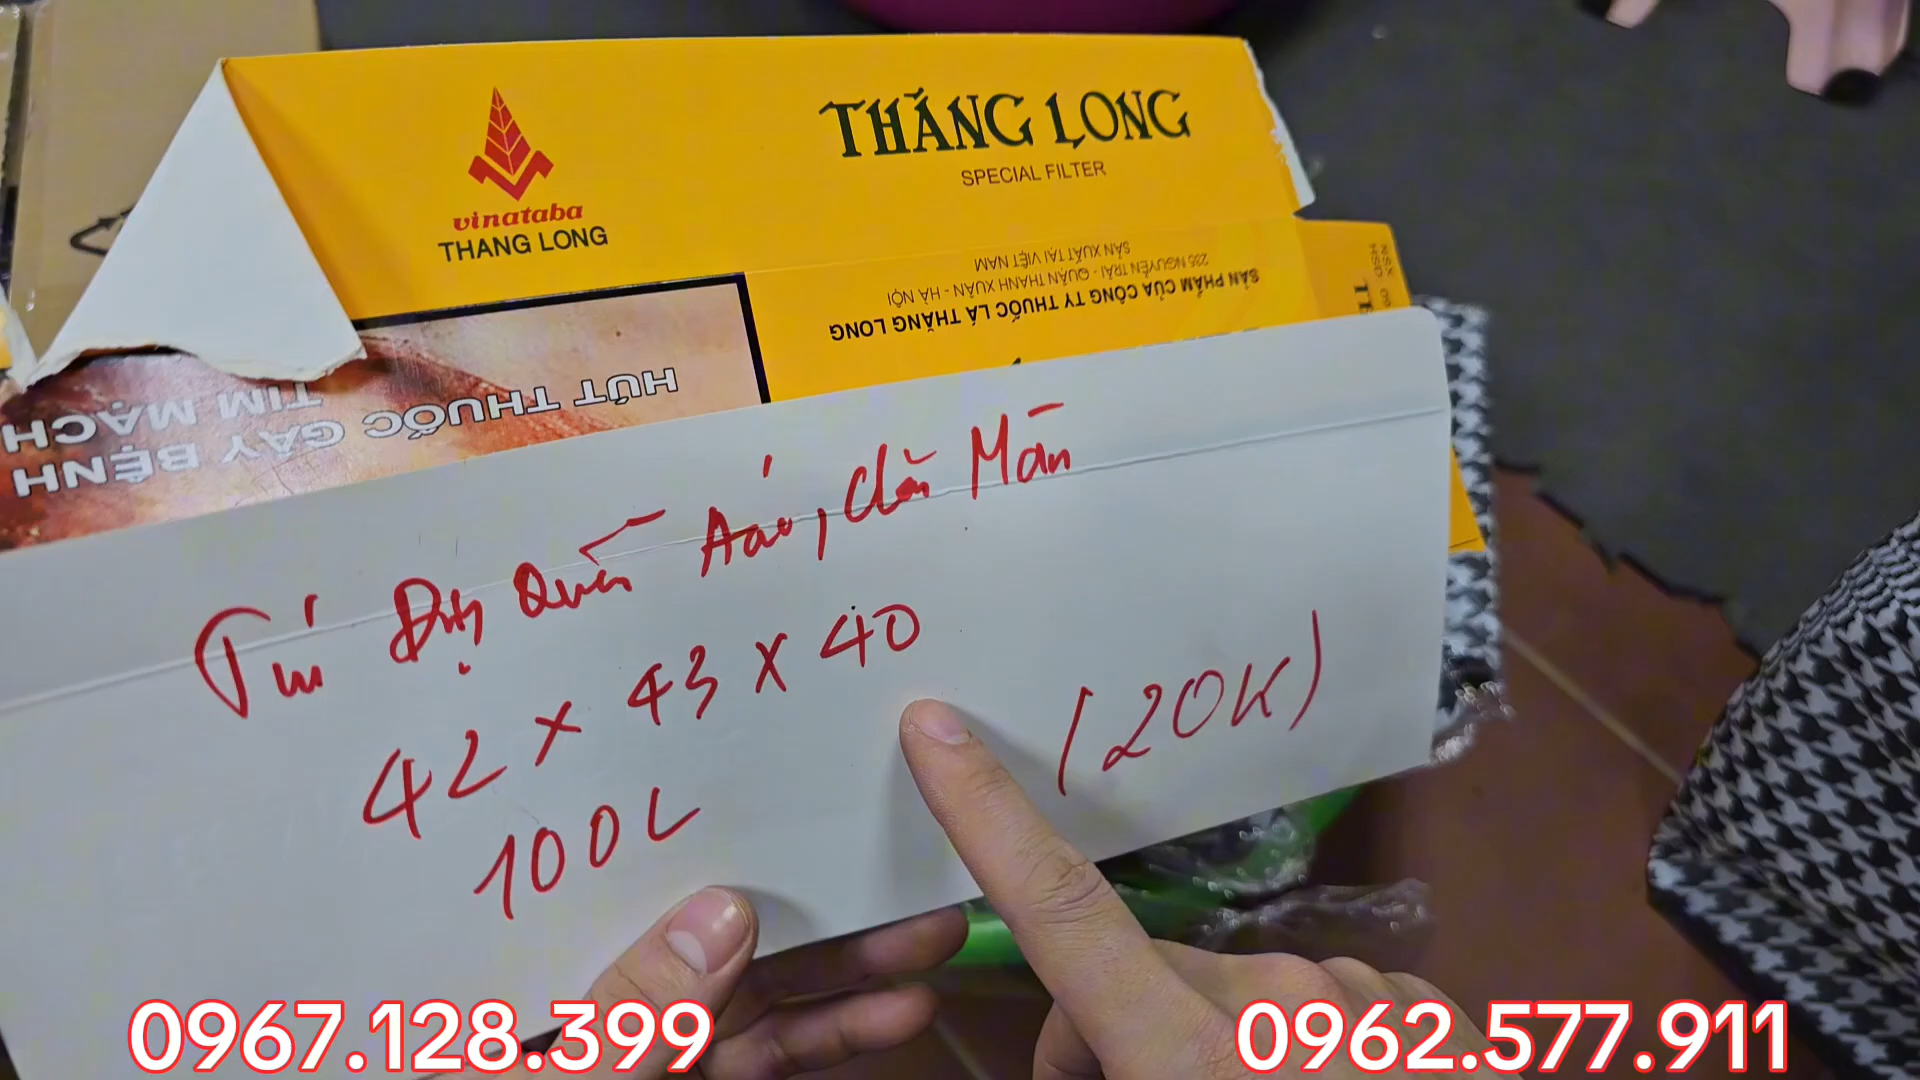 vinataba
THANG LONG
THĂNG LONG
SPECIAL FILTER
SẢN PHẨM CỦA CÔNG TY THUỐC LÁ THĂNG LONG
235 NGUYỄN TRÃI - QUẬN THANH XUÂN - HÀ NỘI
SẢN XUẤT TẠI VIỆT NAM
NSX
HSD
HÚT THUỐC GÂY BỆNH
TIM MẠCH
Túi Đựng Quần Áo, Chăn Màn
42 x 43 x 40
100L
(20K)
0967.128.399
0962.577.911